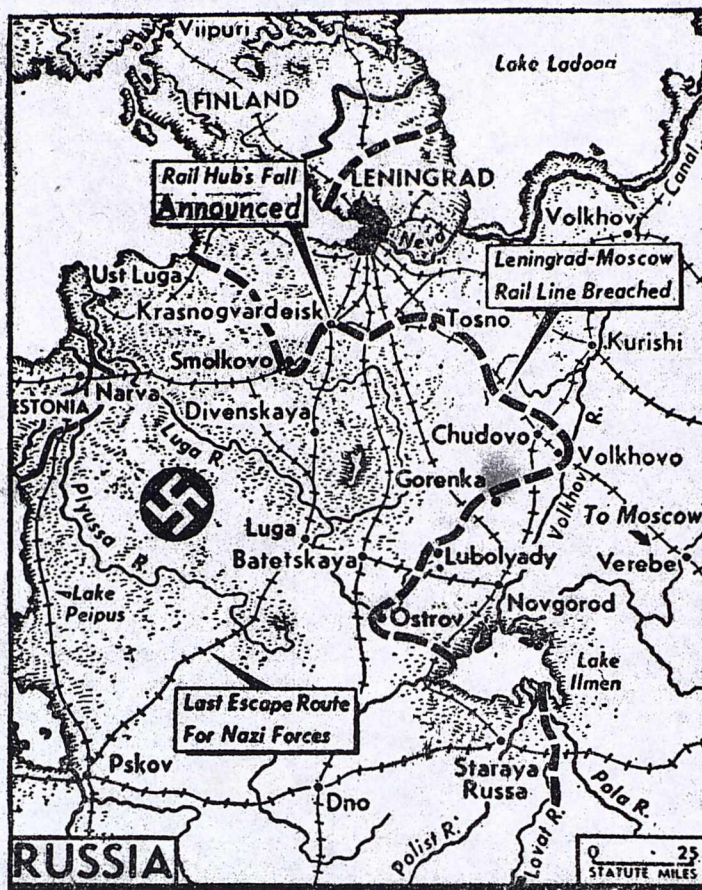 Viipuri
Lake Ladoga
FINLAND
Canal
Rail Hub's Fall
Announced
LENINGRAD
Volkhov
Neva
Leningrad-Moscow
Rail Line Breached
Ust Luga
Krasnogvardeisk
Tosno
Kurishi
Smolkovo
Narva
ESTONIA
Divenskaya
Luga R.
Chudovo
Volkhovo
Gorenka
Volkhov R.
Plyussa R.
To Moscow
Luga
Batetskaya
Lubolyady
Verebe
Lake
Peipus
Ostrov
Novgorod
Lake
Ilmen
Last Escape Route
For Nazi Forces
Pskov
Staraya
Russa
Dno
Polist R.
Lovat R.
Pola R.
RUSSIA
0 25
STATUTE MILES